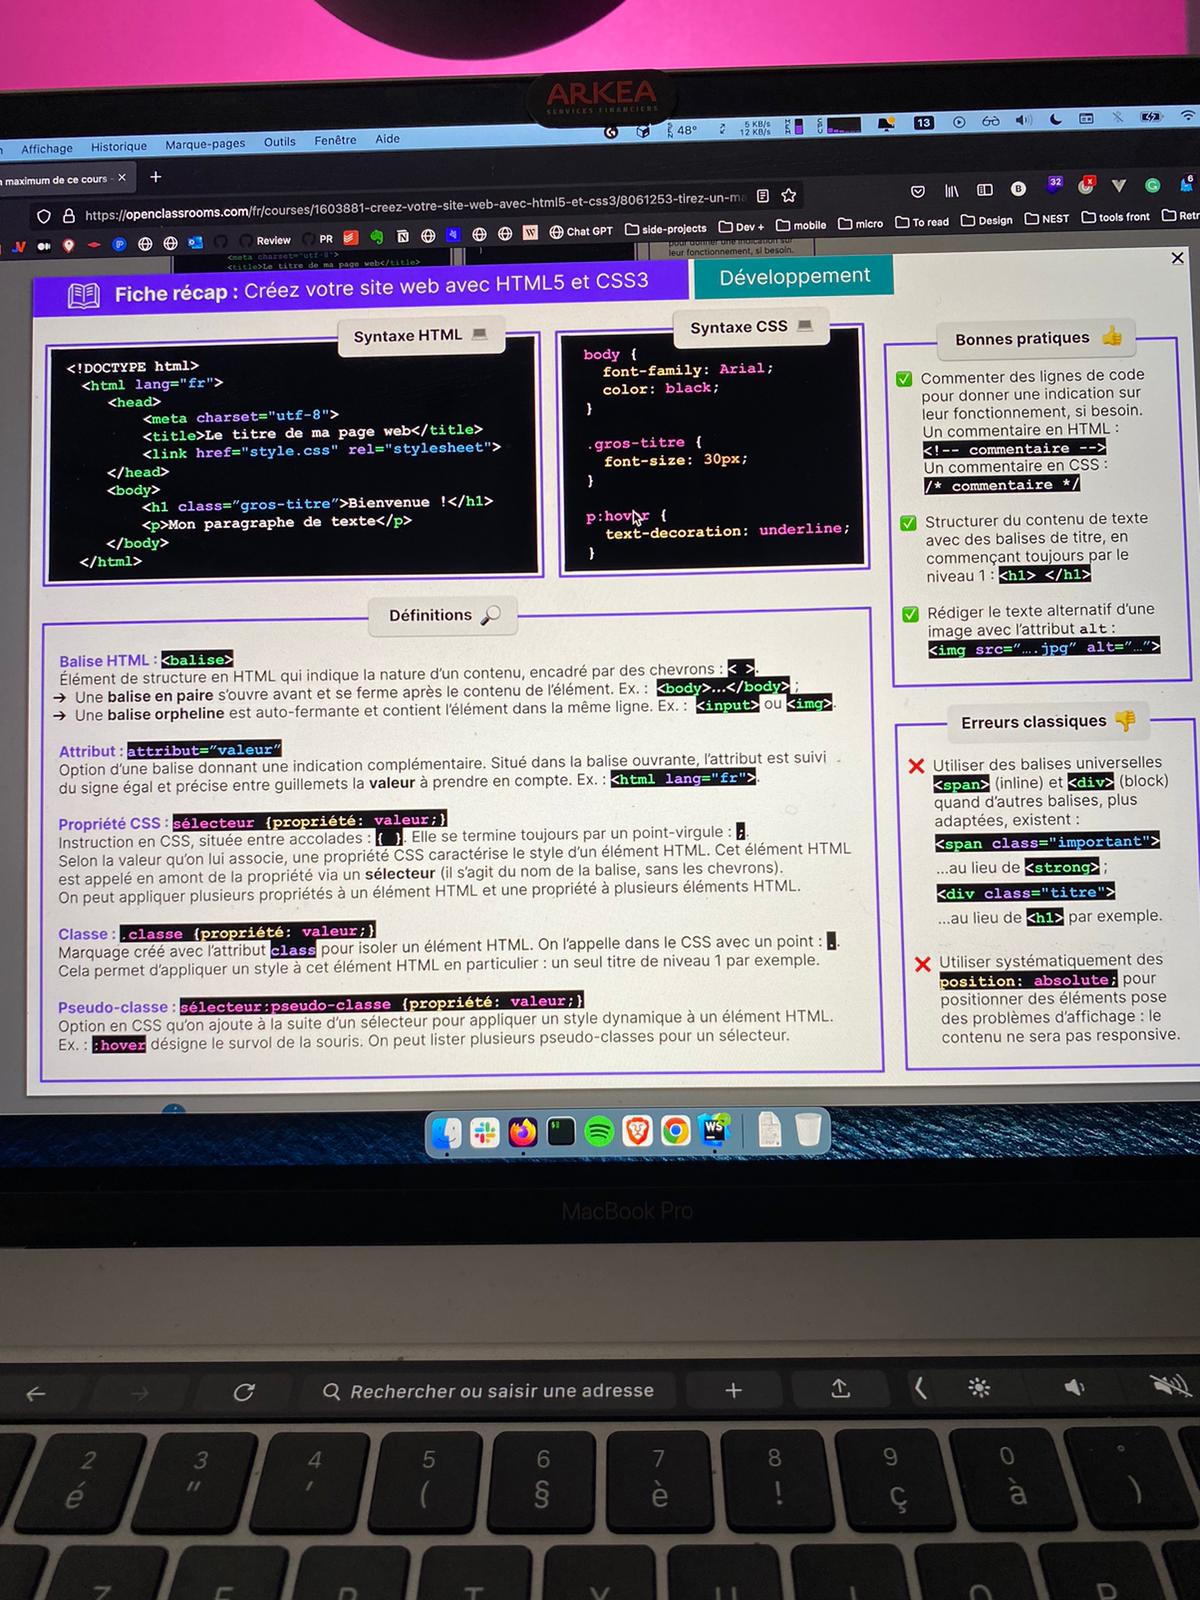 ARKEA
SERVICES FINANCIERS
Affichage Historique Marque-pages Outils Fenêtre Aide
48° 5 KB/s 12 KB/s 13
maximum de ce cours
https://openclassrooms.com/fr/courses/1603881-creez-votre-site-web-avec-html5-et-css3/8061253-tirez-un-ma
32 6
Review PR Chat GPT side-projects Dev + mobile micro To read Design NEST tools front Retr
<title>Le titre de ma page web</title>
leur fonctionnement, si besoin.
Fiche récap : Créez votre site web avec HTML5 et CSS3
Développement
Syntaxe HTML
<!DOCTYPE html>
<html lang="fr">
<head>
<meta charset="utf-8">
<title>Le titre de ma page web</title>
<link href="style.css" rel="stylesheet">
</head>
<body>
<h1 class="gros-titre">Bienvenue !</h1>
<p>Mon paragraphe de texte</p>
</body>
</html>
Syntaxe CSS
body {
font-family: Arial;
color: black;
}
.gros-titre {
font-size: 30px;
}
p:hover {
text-decoration: underline;
}
Bonnes pratiques
Commenter des lignes de code
pour donner une indication sur
leur fonctionnement, si besoin.
Un commentaire en HTML :
<!-- commentaire -->
Un commentaire en CSS :
/* commentaire */
Structurer du contenu de texte
avec des balises de titre, en
commençant toujours par le
niveau 1 : <h1> </h1>
Rédiger le texte alternatif d'une
image avec l'attribut alt :
<img src="….jpg" alt="…">
Définitions
Balise HTML : <balise>
Élément de structure en HTML qui indique la nature d'un contenu, encadré par des chevrons : < >.
→ Une balise en paire s'ouvre avant et se ferme après le contenu de l'élément. Ex. : <body>…</body> ;
→ Une balise orpheline est auto-fermante et contient l'élément dans la même ligne. Ex. : <input> ou <img>.
Attribut : attribut="valeur"
Option d'une balise donnant une indication complémentaire. Situé dans la balise ouvrante, l'attribut est suivi
du signe égal et précise entre guillemets la valeur à prendre en compte. Ex. : <html lang="fr">.
Propriété CSS : sélecteur {propriété: valeur;}
Instruction en CSS, située entre accolades : { }. Elle se termine toujours par un point-virgule : ;.
Selon la valeur qu'on lui associe, une propriété CSS caractérise le style d'un élément HTML. Cet élément HTML
est appelé en amont de la propriété via un sélecteur (il s'agit du nom de la balise, sans les chevrons).
On peut appliquer plusieurs propriétés à un élément HTML et une propriété à plusieurs éléments HTML.
Classe : .classe {propriété: valeur;}
Marquage créé avec l'attribut class pour isoler un élément HTML. On l'appelle dans le CSS avec un point : ..
Cela permet d'appliquer un style à cet élément HTML en particulier : un seul titre de niveau 1 par exemple.
Pseudo-classe : sélecteur:pseudo-classe {propriété: valeur;}
Option en CSS qu'on ajoute à la suite d'un sélecteur pour appliquer un style dynamique à un élément HTML.
Ex. : :hover désigne le survol de la souris. On peut lister plusieurs pseudo-classes pour un sélecteur.
Erreurs classiques
Utiliser des balises universelles
<span> (inline) et <div> (block)
quand d'autres balises, plus
adaptées, existent :
<span class="important">
…au lieu de <strong> ;
<div class="titre">
…au lieu de <h1> par exemple.
Utiliser systématiquement des
position: absolute; pour
positionner des éléments pose
des problèmes d'affichage : le
contenu ne sera pas responsive.
WS
MacBook Pro
Rechercher ou saisir une adresse
2 3 4 5 6 7 8 9 0 °
é " ' ( § è ! ç à )